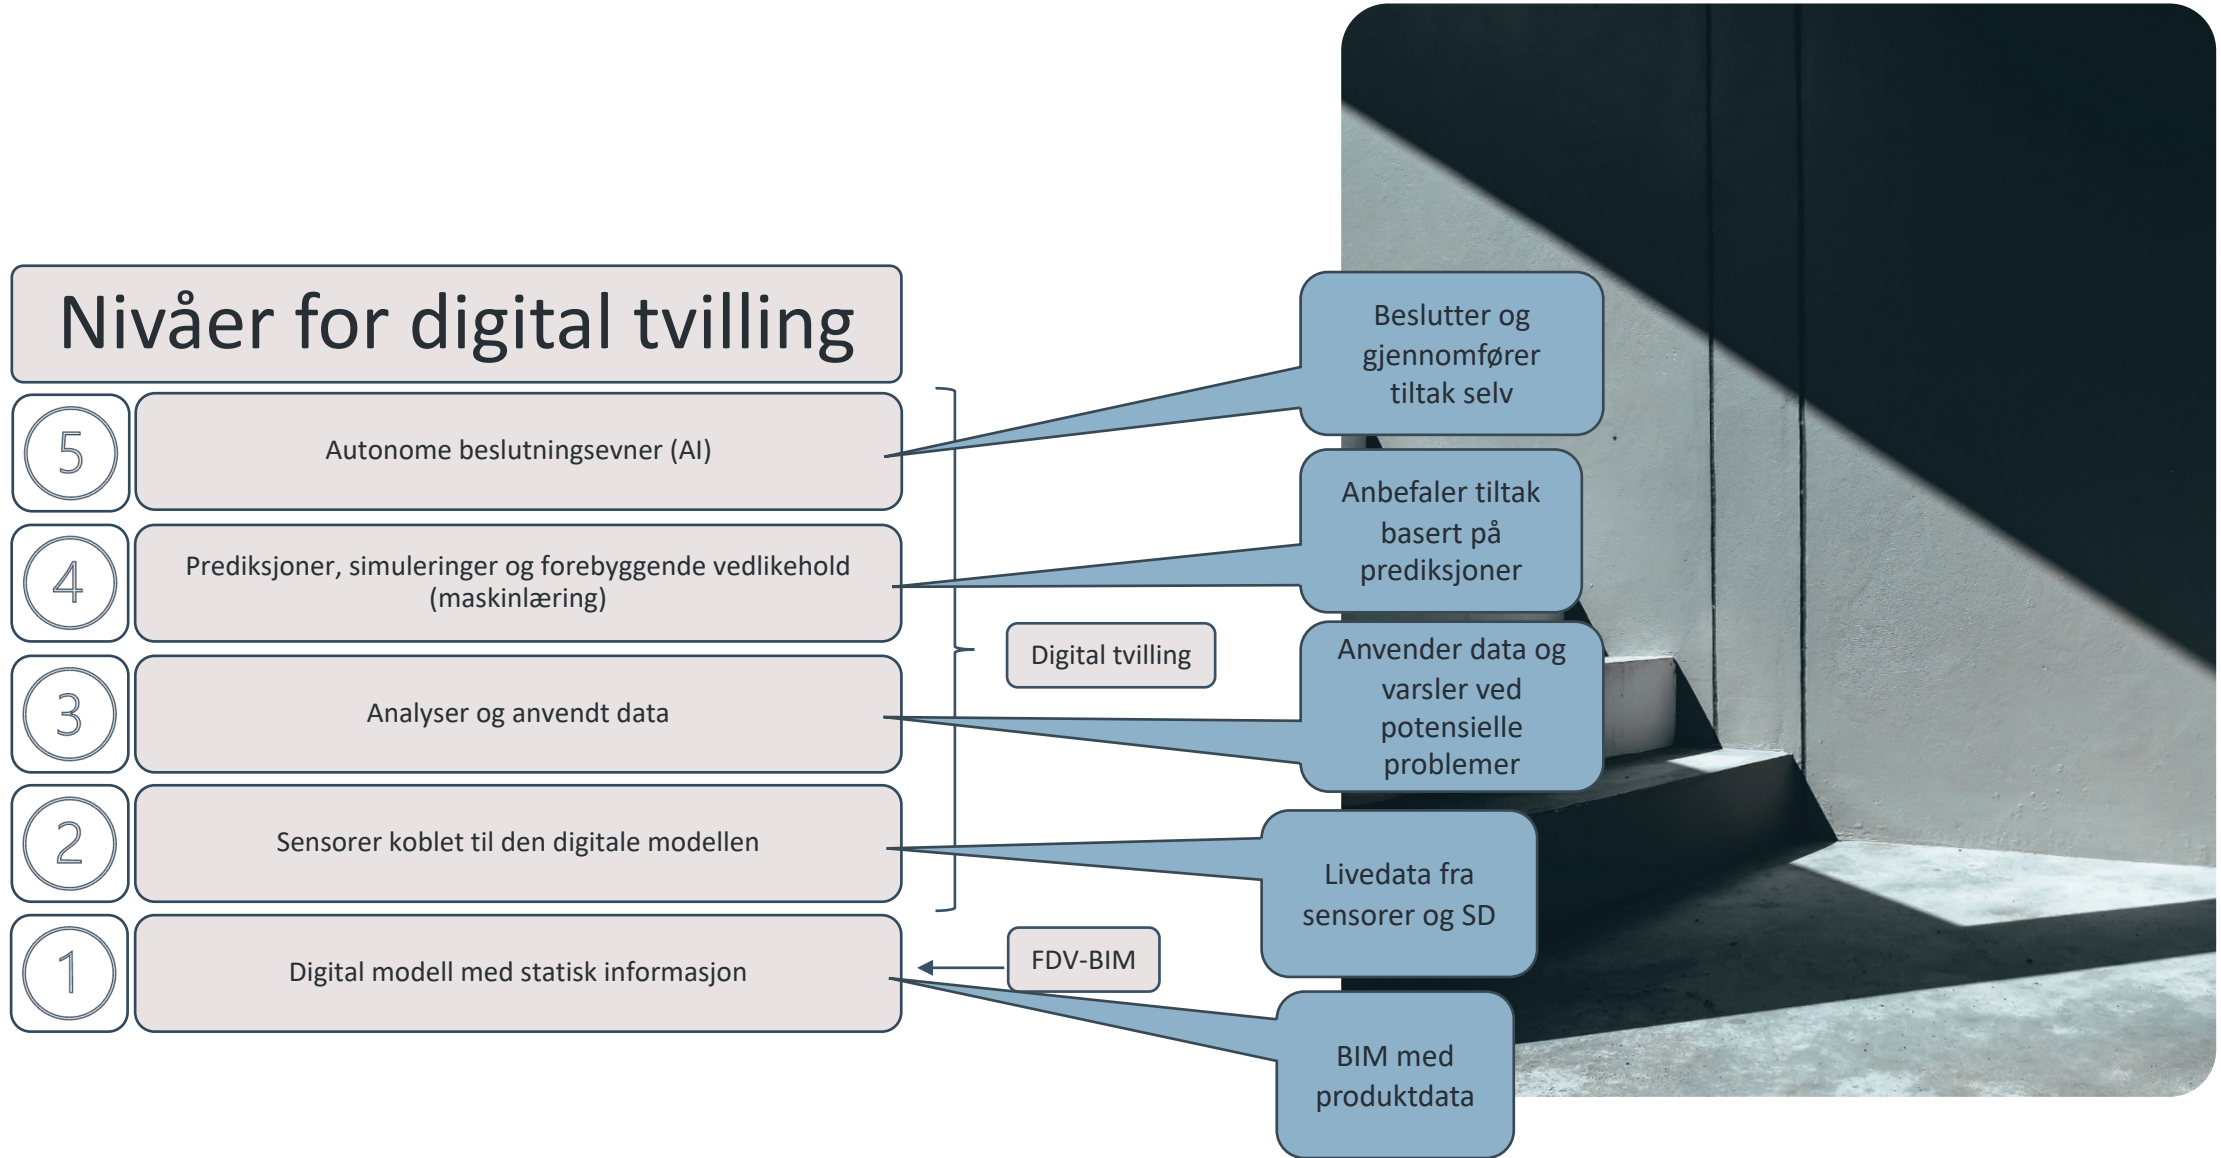 Nivåer for digital tvilling
5
Autonome beslutningsevner (AI)
Beslutter og
gjennomfører
tiltak selv
4
Prediksjoner, simuleringer og forebyggende vedlikehold
(maskinlæring)
Anbefaler tiltak
basert på
prediksjoner
Digital tvilling
3
Analyser og anvendt data
Anvender data og
varsler ved
potensielle
problemer
2
Sensorer koblet til den digitale modellen
Livedata fra
sensorer og SD
1
Digital modell med statisk informasjon
FDV-BIM
BIM med
produktdata